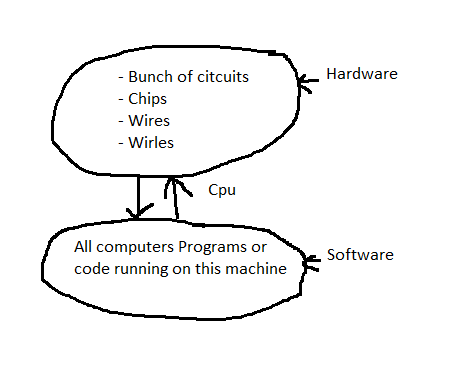 - Bunch of citcuits
- Chips
- Wires
- Wirles
Hardware
Cpu
All computers Programs or
code running on this machine
Software